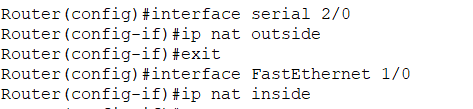 Router(config)#interface serial 2/0
Router(config-if)#ip nat outside
Router(config-if)#exit
Router(config)#interface FastEthernet 1/0
Router(config-if)#ip nat inside